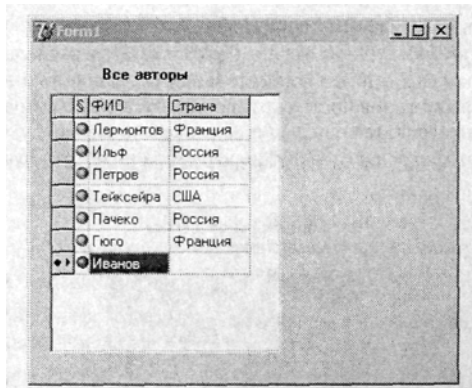 Form1
Все авторы
§ ФИО Страна
Лермонтов Франция
Ильф Россия
Петров Россия
Тейксейра США
Пачеко Россия
Гюго Франция
Иванов